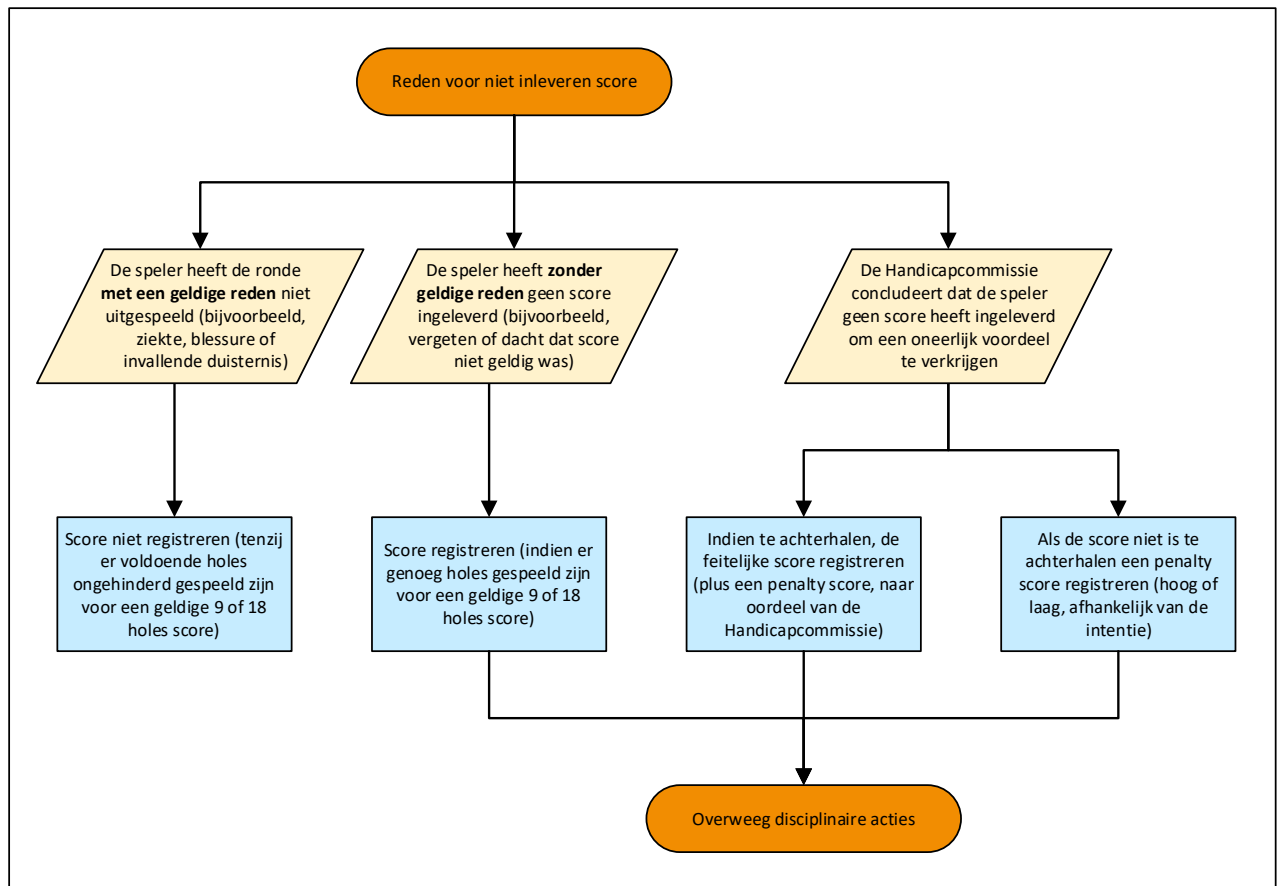 Reden voor niet inleveren score
De speler heeft de ronde
met een geldige reden niet
uitgespeeld (bijvoorbeeld,
ziekte, blessure of
invallende duisternis)
De speler heeft zonder
geldige reden geen score
ingeleverd (bijvoorbeeld,
vergeten of dacht dat score
niet geldig was)
De Handicapcommissie
concludeert dat de speler
geen score heeft ingeleverd
om een oneerlijk voordeel
te verkrijgen
Score niet registreren (tenzij
er voldoende holes
ongehinderd gespeeld zijn
voor een geldige 9 of 18
holes score)
Score registreren (indien er
genoeg holes gespeeld zijn
voor een geldige 9 of 18
holes score)
Indien te achterhalen, de
feitelijke score registreren
(plus een penalty score, naar
oordeel van de
Handicapcommissie)
Als de score niet is te
achterhalen een penalty
score registreren (hoog of
laag, afhankelijk van de
intentie)
Overweeg disciplinaire acties